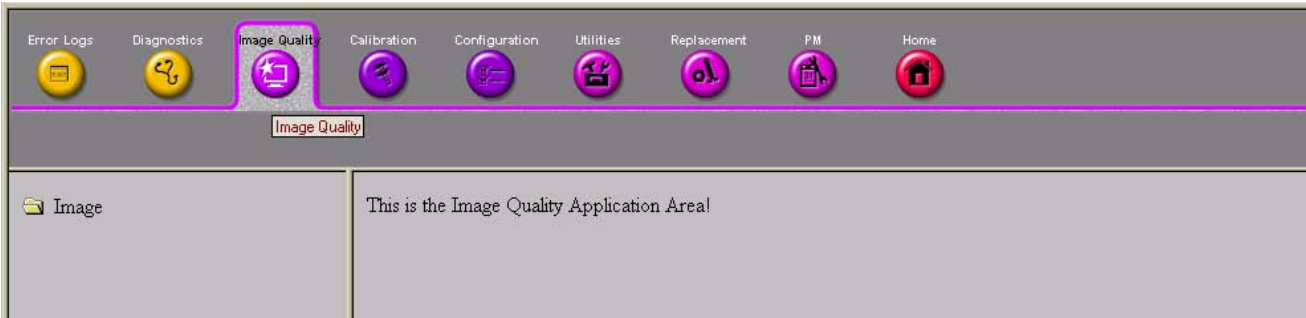 Error Logs Diagnostics Image Quality Calibration Configuration Utilities Replacement PM Home
Image Quality
Image
This is the Image Quality Application Area!